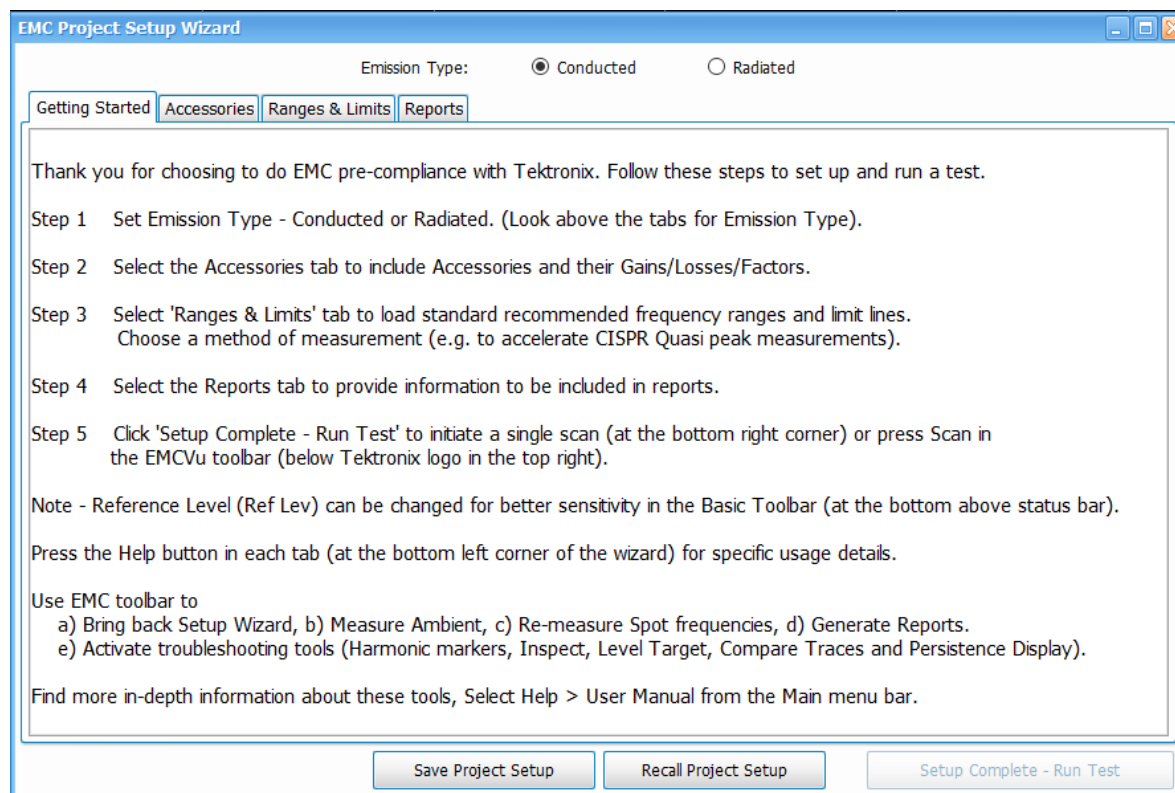 EMC Project Setup Wizard
Emission Type: Conducted Radiated
Getting Started Accessories Ranges & Limits Reports
Thank you for choosing to do EMC pre-compliance with Tektronix. Follow these steps to set up and run a test.
Step 1 Set Emission Type - Conducted or Radiated. (Look above the tabs for Emission Type).
Step 2 Select the Accessories tab to include Accessories and their Gains/Losses/Factors.
Step 3 Select 'Ranges & Limits' tab to load standard recommended frequency ranges and limit lines.
Choose a method of measurement (e.g. to accelerate CISPR Quasi peak measurements).
Step 4 Select the Reports tab to provide information to be included in reports.
Step 5 Click 'Setup Complete - Run Test' to initiate a single scan (at the bottom right corner) or press Scan in
the EMCVu toolbar (below Tektronix logo in the top right).
Note - Reference Level (Ref Lev) can be changed for better sensitivity in the Basic Toolbar (at the bottom above status bar).
Press the Help button in each tab (at the bottom left corner of the wizard) for specific usage details.
Use EMC toolbar to
a) Bring back Setup Wizard, b) Measure Ambient, c) Re-measure Spot frequencies, d) Generate Reports.
e) Activate troubleshooting tools (Harmonic markers, Inspect, Level Target, Compare Traces and Persistence Display).
Find more in-depth information about these tools, Select Help > User Manual from the Main menu bar.
Save Project Setup Recall Project Setup Setup Complete - Run Test